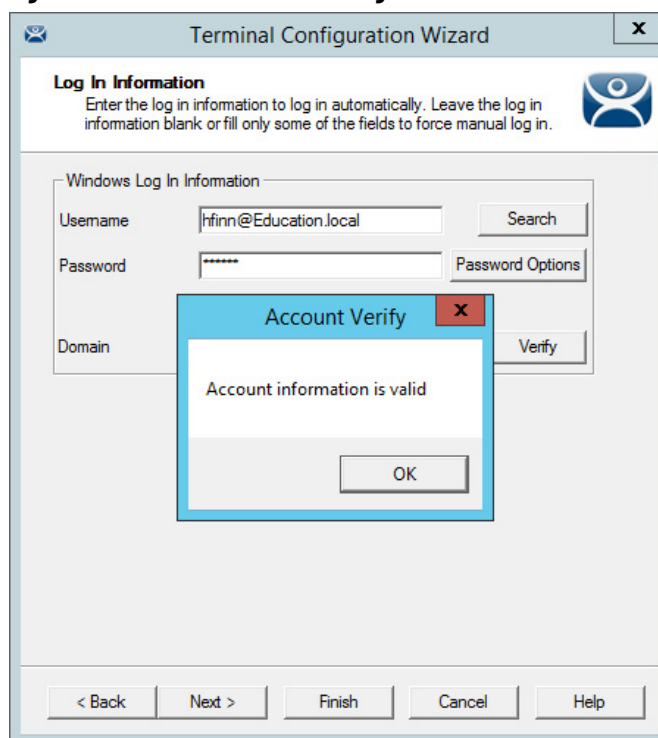 Terminal Configuration Wizard
x
Log In Information
Enter the log in information to log in automatically. Leave the log in
information blank or fill only some of the fields to force manual log in.
Windows Log In Information
Username
hfinn@Education.local
Search
Password
******
Password Options
Account Verify
x
Domain
Verify
Account information is valid
OK
< Back
Next >
Finish
Cancel
Help